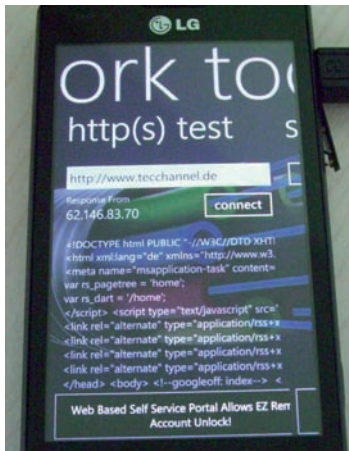 LG
ork too
http(s) test s
http://www.tecchannel.de
Response From
62.146.83.70
connect
<!DOCTYPE html PUBLIC "-//W3C//DTD XHT
<html xml:lang="de" xmlns="http://www.w3.
<meta name="msapplication-task" content=
var rs_pagetree = 'home';
var rs_dart = '/home';
</script> <script type="text/javascript" src='
<link rel="alternate" type="application/rss+x
<link rel="alternate" type="application/rss+x
<link rel="alternate" type="application/rss+x
<link rel="alternate" type="application/rss+x
</head> <body> <!--googleoff: index--> <
Web Based Self Service Portal Allows EZ Rem
Account Unlock!